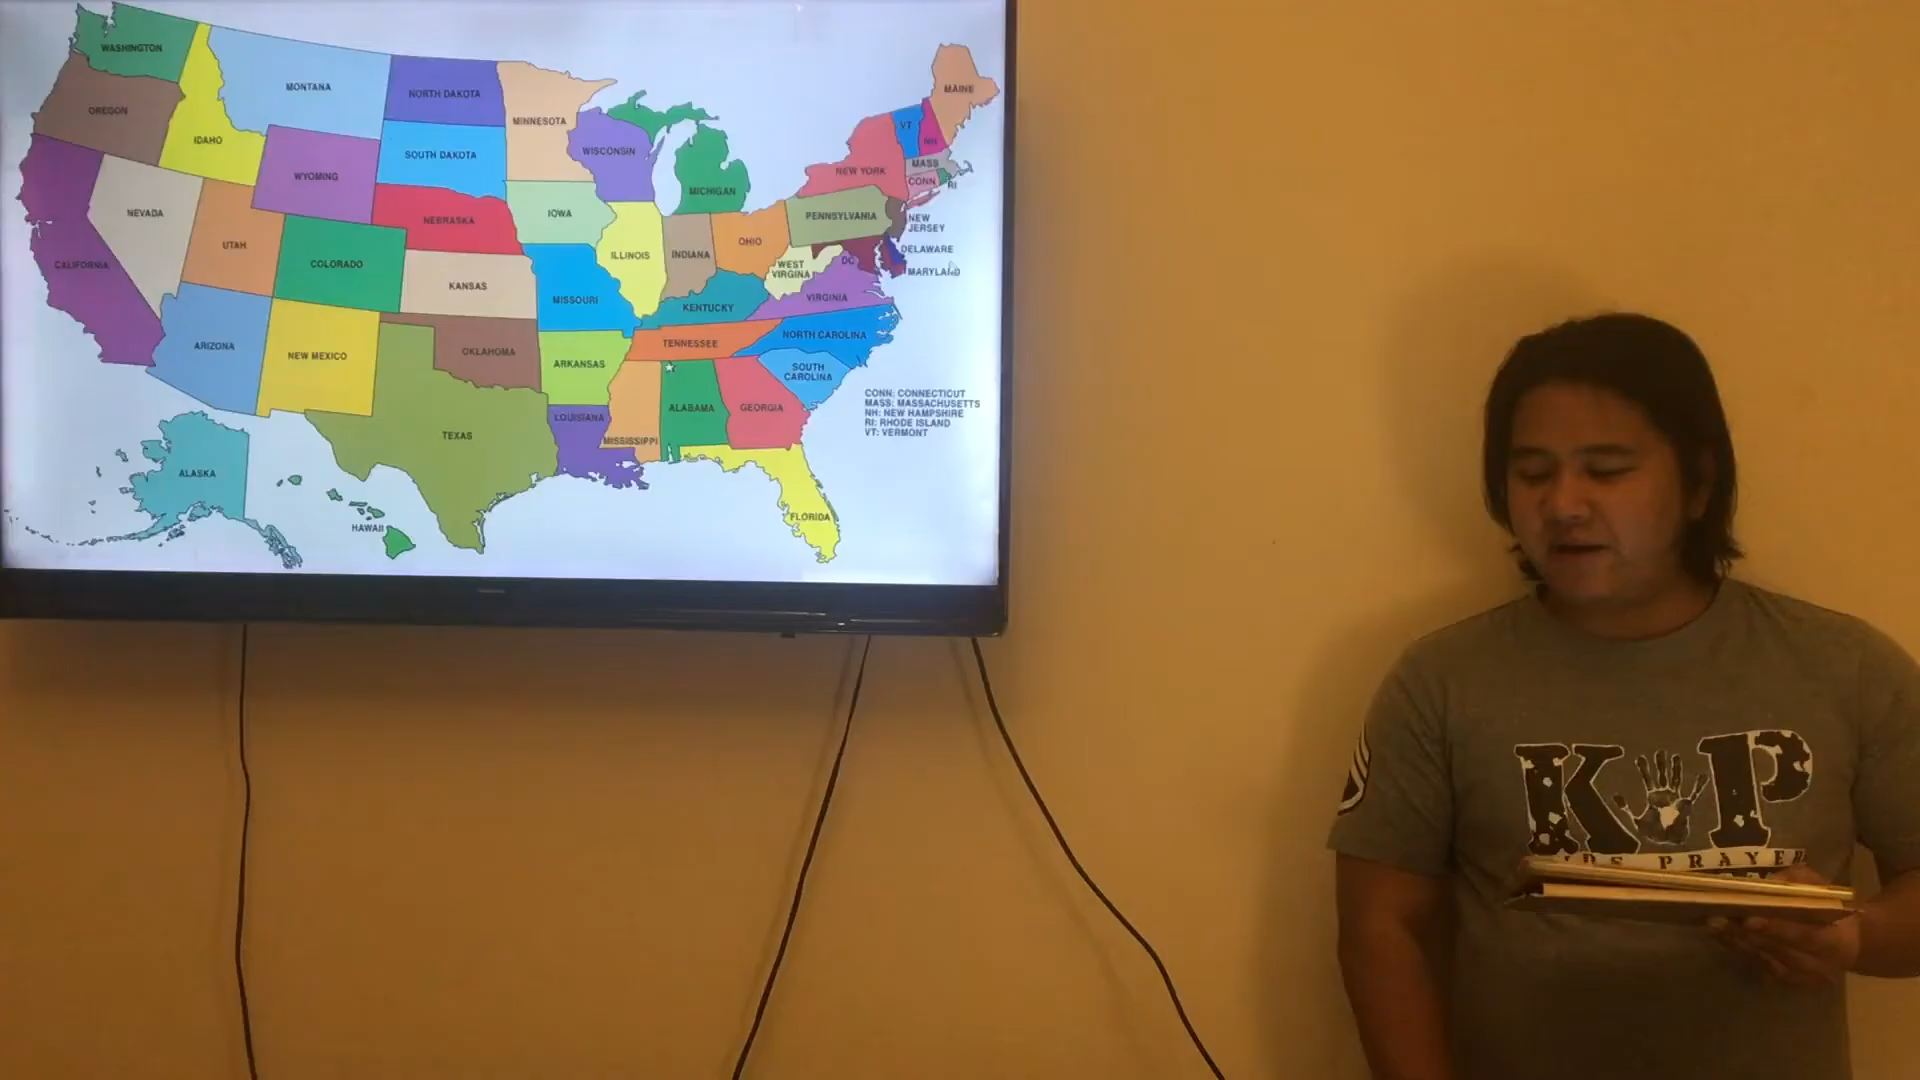 WASHINGTON
OREGON
IDAHO
MONTANA
NORTH DAKOTA
MINNESOTA
SOUTH DAKOTA
WYOMING
WISCONSIN
MICHIGAN
MAINE
VT
NH
NEW YORK
MASS
CONN
RI
NEVADA
UTAH
COLORADO
NEBRASKA
IOWA
ILLINOIS
INDIANA
OHIO
PENNSYLVANIA
NEW
JERSEY
DELAWARE
MARYLAND
DC
WEST
VIRGINA
VIRGINIA
CALIFORNIA
KANSAS
MISSOURI
KENTUCKY
ARIZONA
NEW MEXICO
OKLAHOMA
ARKANSAS
TENNESSEE
NORTH CAROLINA
SOUTH
CAROLINA
TEXAS
LOUISIANA
MISSISSIPPI
ALABAMA
GEORGIA
FLORIDA
ALASKA
HAWAII
CONN: CONNECTICUT
MASS: MASSACHUSETTS
NH: NEW HAMPSHIRE
RI: RHODE ISLAND
VT: VERMONT
K P
PRAYER